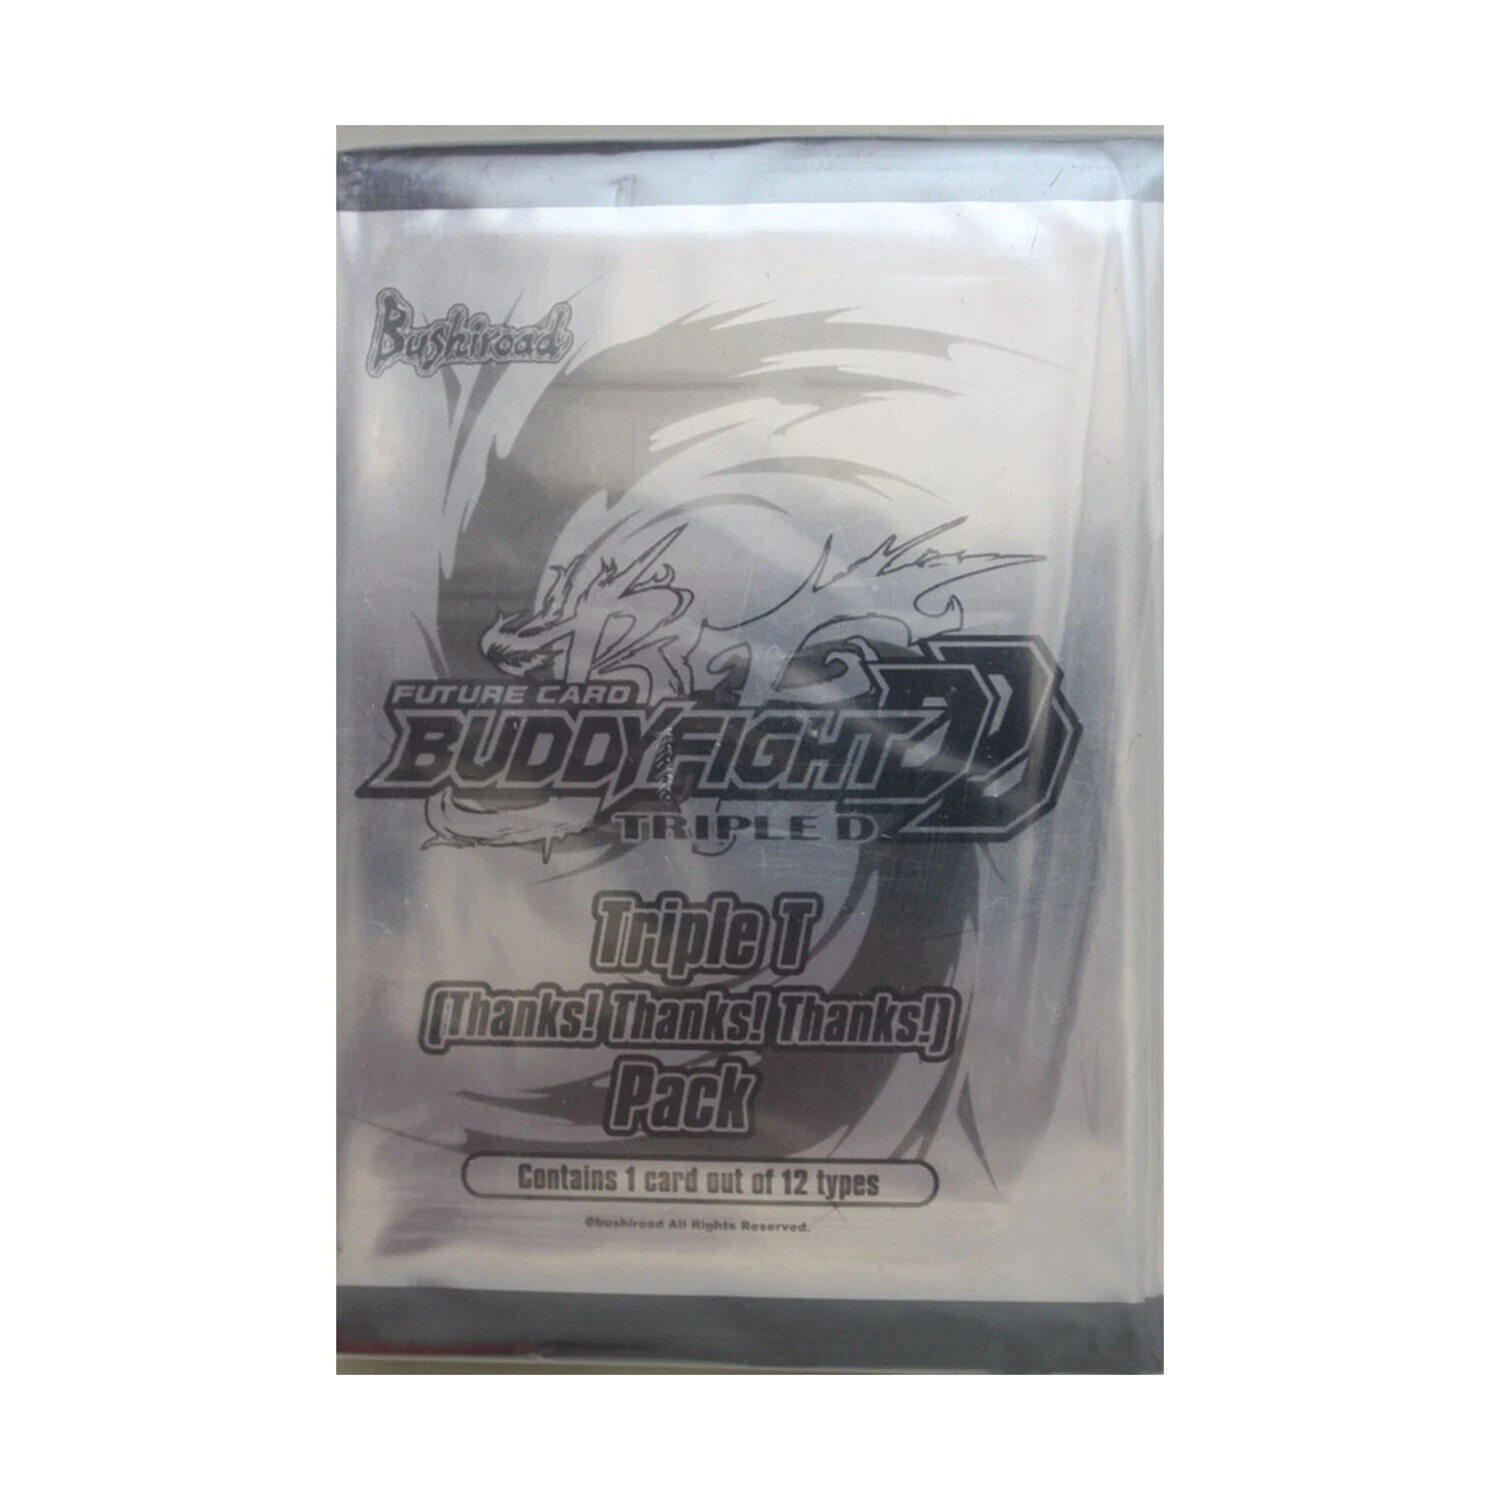 Bushiroad
FUTURE CARD
BUDDYFIGHT DDD
TRIPLE D
Triple T
(Thanks! Thanks! Thanks!)
Pack
Contains 1 card out of 12 types
©bushiroad All Rights Reserved.